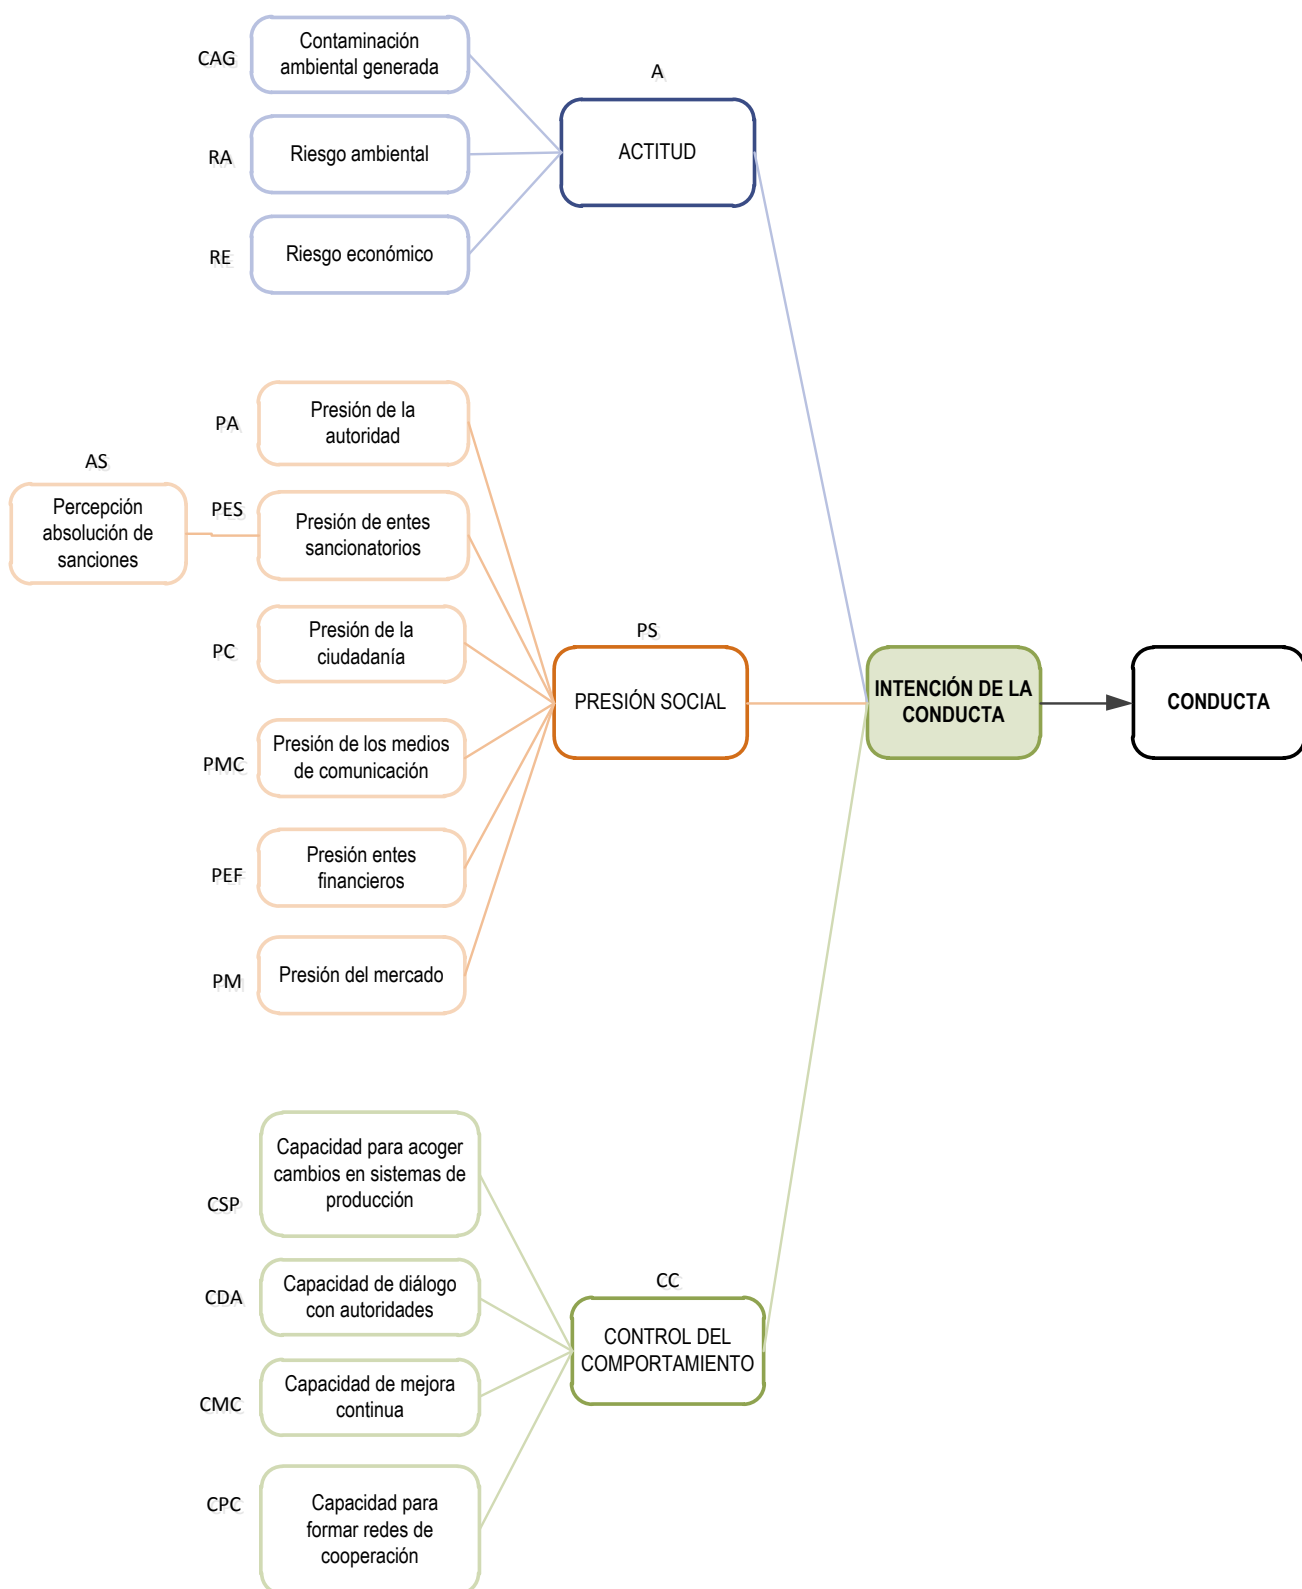 CAG
Contaminación
ambiental generada
A
ACTITUD
RA
Riesgo ambiental
RE
Riesgo económico
PA
Presión de la
autoridad
AS
Percepción
absolución de
sanciones
PES
Presión de entes
sancionatorios
PC
Presión de la
ciudadanía
PS
PRESIÓN SOCIAL
INTENCIÓN DE LA
CONDUCTA
CONDUCTA
PMC
Presión de los medios
de comunicación
PEF
Presión entes
financieros
PM
Presión del mercado
CSP
Capacidad para acoger
cambios en sistemas de
producción
CDA
Capacidad de diálogo
con autoridades
CC
CONTROL DEL
COMPORTAMIENTO
CMC
Capacidad de mejora
continua
CPC
Capacidad para
formar redes de
cooperación